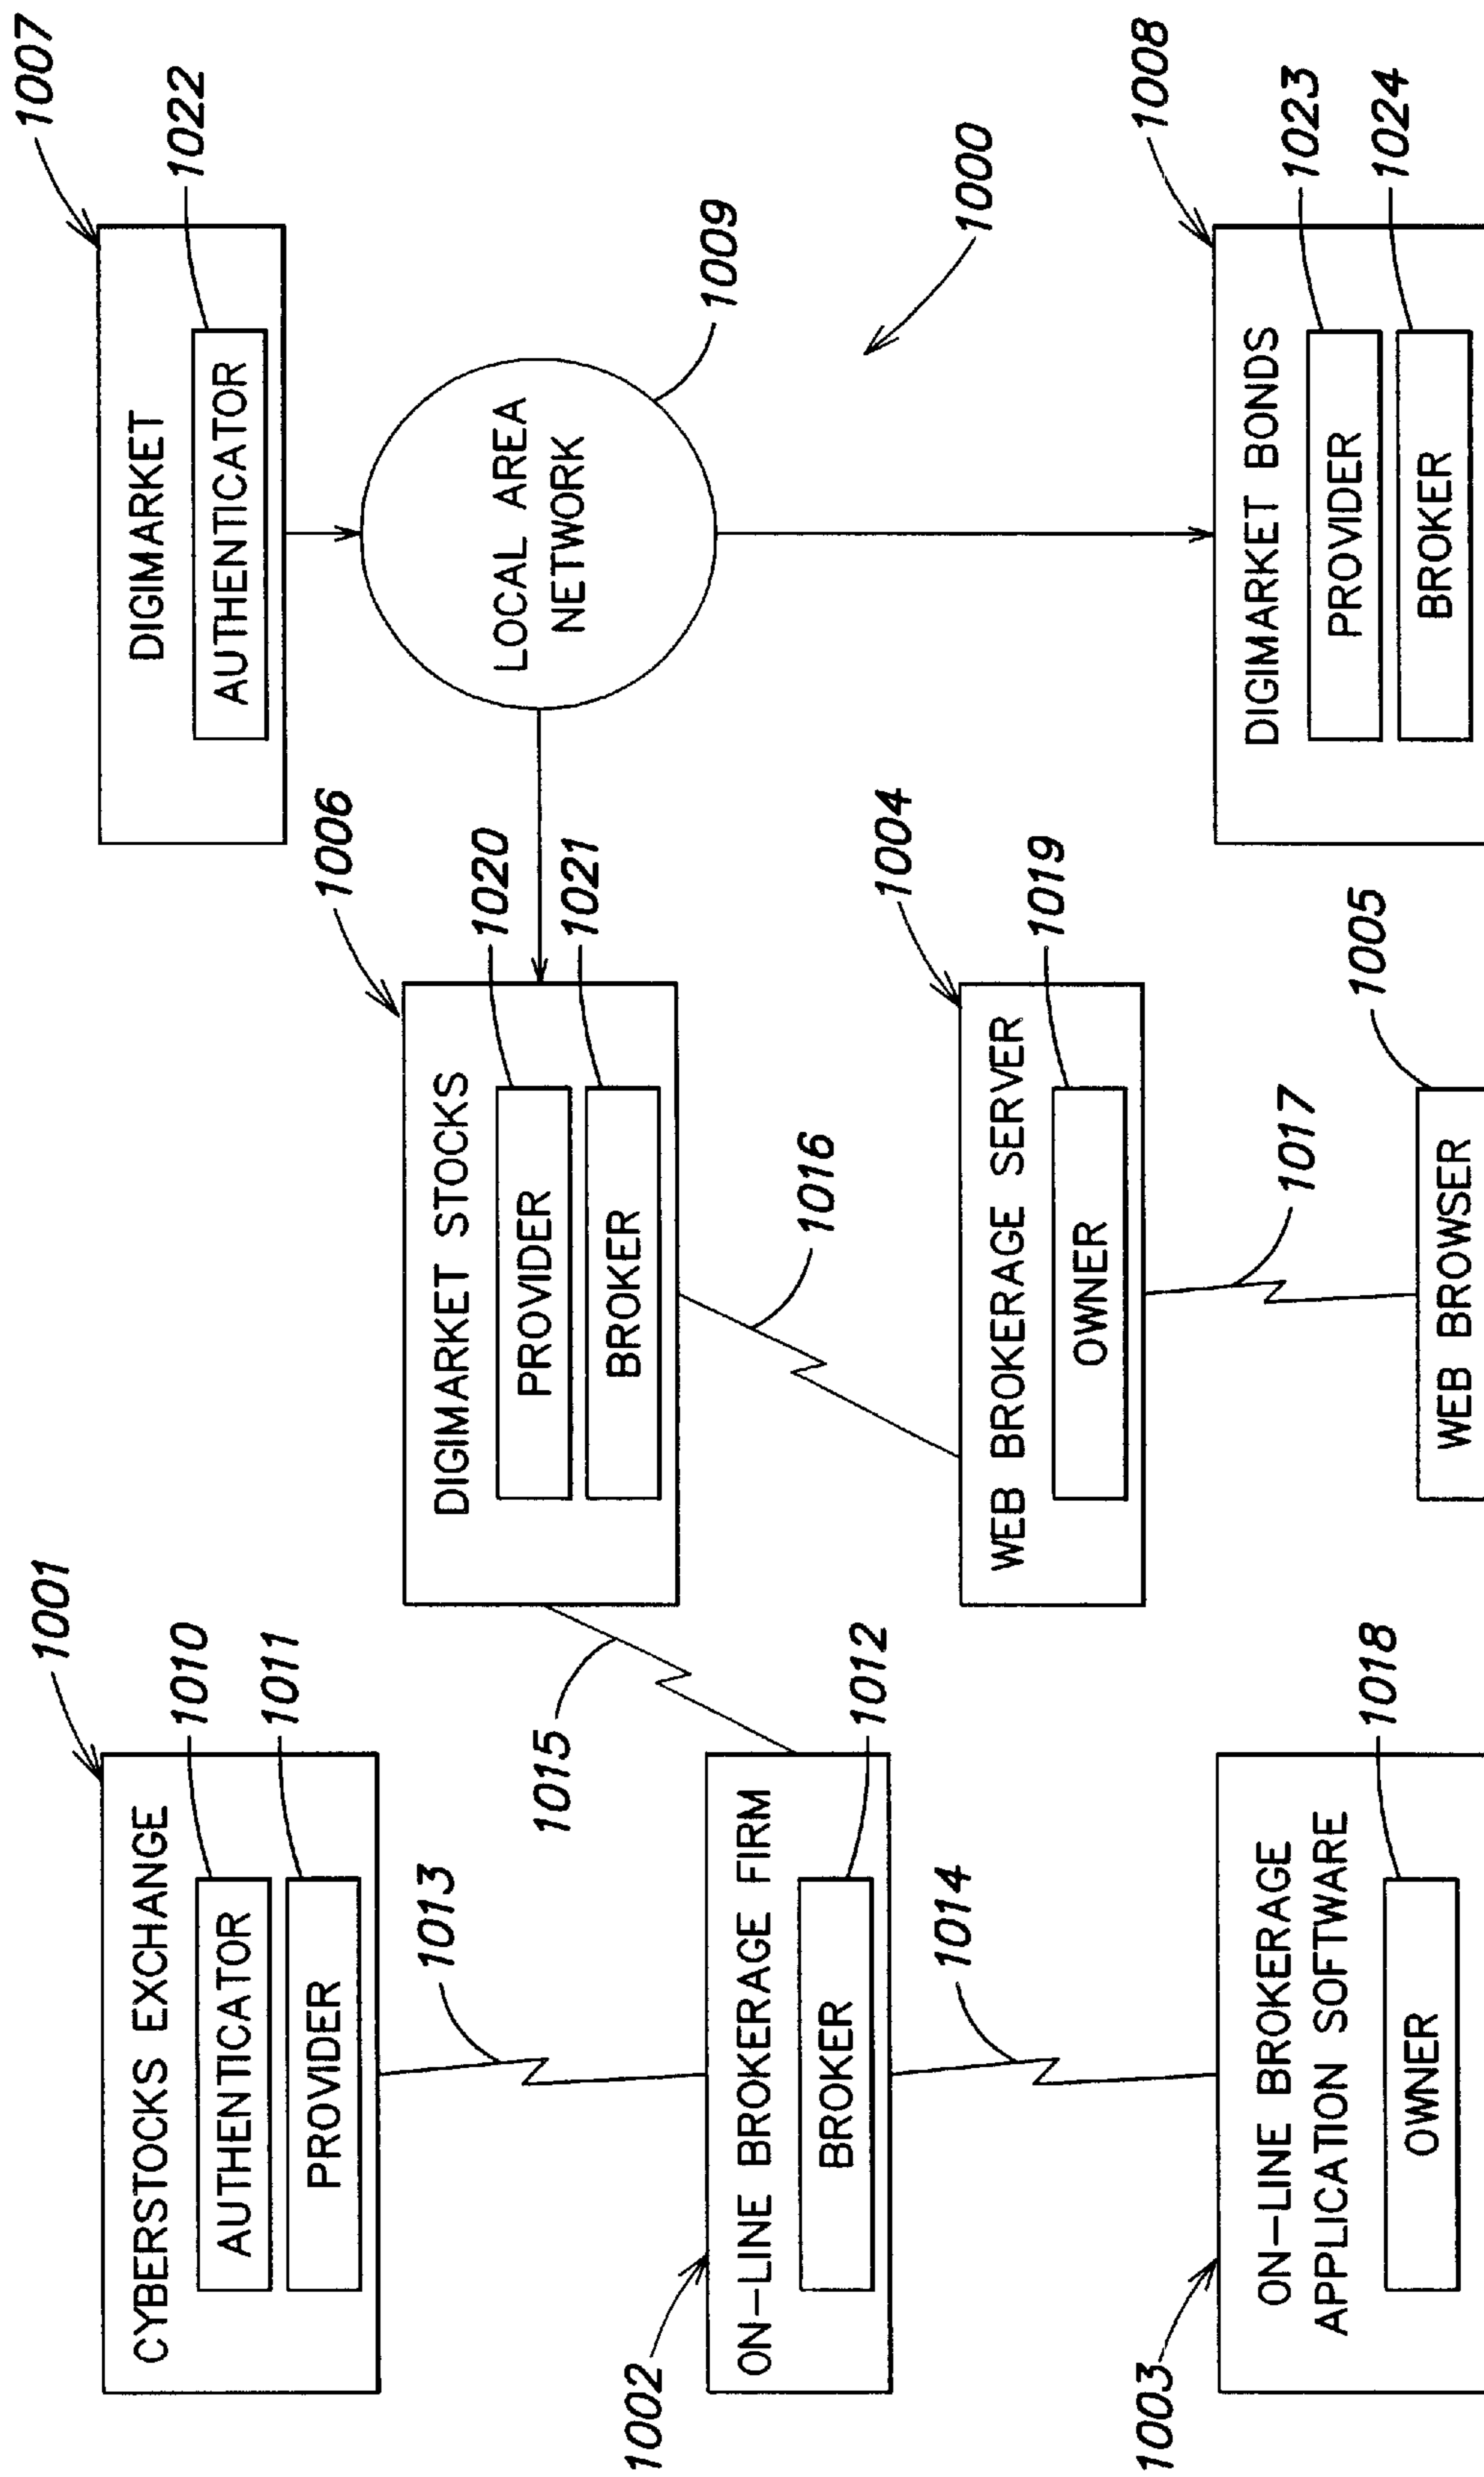 CYBERSTOCKS EXCHANGE
AUTHENTICATOR
PROVIDER
1001
1010
1011
1013
ON–LINE BROKERAGE FIRM
BROKER
1002
1012
1014
ON–LINE BROKERAGE
APPLICATION SOFTWARE
OWNER
1003
1018
1015
DIGIMARKET STOCKS
PROVIDER
BROKER
1006
1020
1021
1016
WEB BROKERAGE SERVER
OWNER
1004
1019
1017
WEB BROWSER
1005
DIGIMARKET
AUTHENTICATOR
1007
1022
LOCAL AREA
NETWORK
1009
1000
DIGIMARKET BONDS
PROVIDER
BROKER
1008
1023
1024